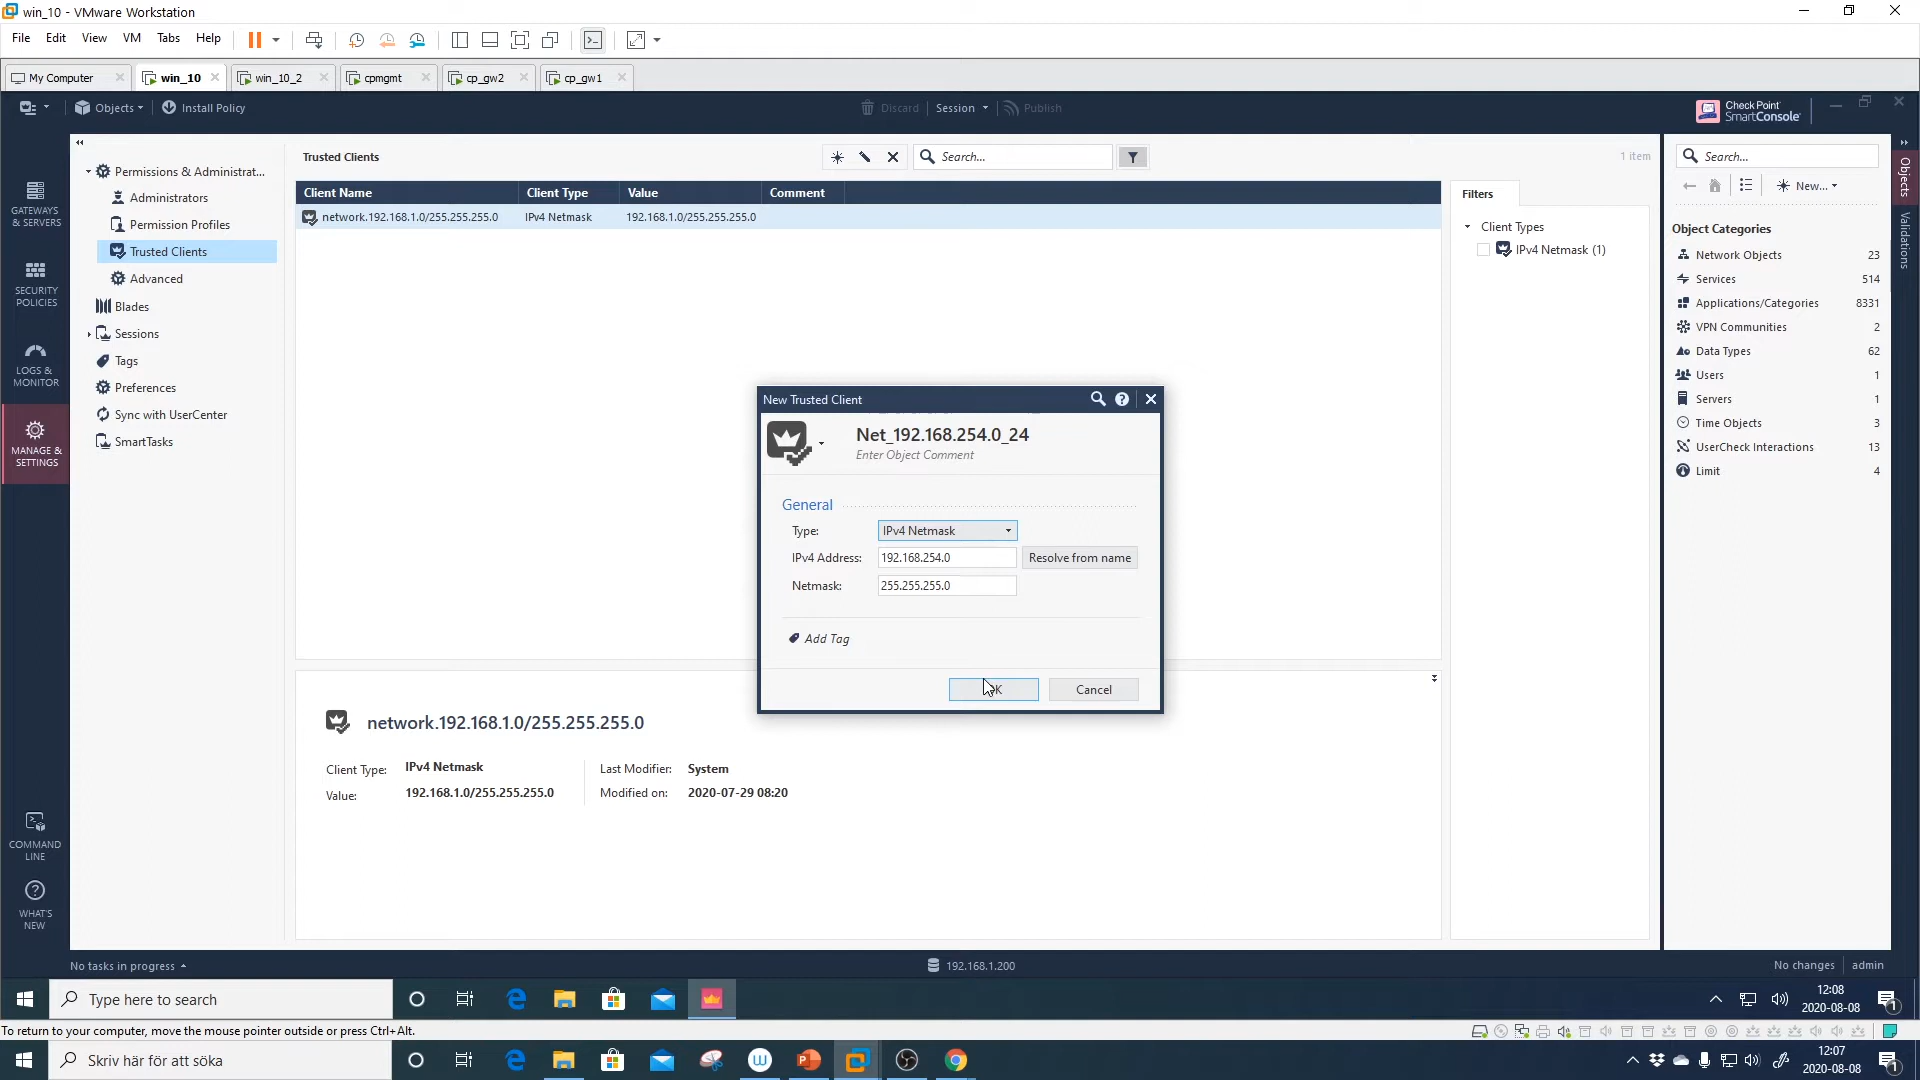 win_10 - VMware Workstation
File Edit View VM Tabs Help
My Computer win_10 win_10_2 cpmgmt cp_gw2 cp_gw1
Objects Install Policy Discard Session Publish
Check Point
SmartConsole
GATEWAYS
& SERVERS
SECURITY
POLICIES
LOGS &
MONITOR
MANAGE &
SETTINGS
COMMAND
LINE
WHAT'S
NEW
Permissions & Administrat...
Administrators
Permission Profiles
Trusted Clients
Advanced
Blades
Sessions
Tags
Preferences
Sync with UserCenter
SmartTasks
Trusted Clients
Search...
1 item
Client Name Client Type Value Comment
network.192.168.1.0/255.255.255.0 IPv4 Netmask 192.168.1.0/255.255.255.0
Filters
Client Types
IPv4 Netmask (1)
New Trusted Client
Net_192.168.254.0_24
Enter Object Comment
General
Type: IPv4 Netmask
IPv4 Address: 192.168.254.0 Resolve from name
Netmask: 255.255.255.0
Add Tag
Cancel
network.192.168.1.0/255.255.255.0
Client Type: IPv4 Netmask Last Modifier: System
Value: 192.168.1.0/255.255.255.0 Modified on: 2020-07-29 08:20
Search...
New...
Object Categories
Network Objects 23
Services 514
Applications/Categories 8331
VPN Communities 2
Data Types 62
Users 1
Servers 1
Time Objects 3
UserCheck Interactions 13
Limit 4
Objects
Validations
No tasks in progress 192.168.1.200 No changes admin
Type here to search
12:08
2020-08-08
1
To return to your computer, move the mouse pointer outside or press Ctrl+Alt.
Skriv här för att söka
12:07
2020-08-08
1